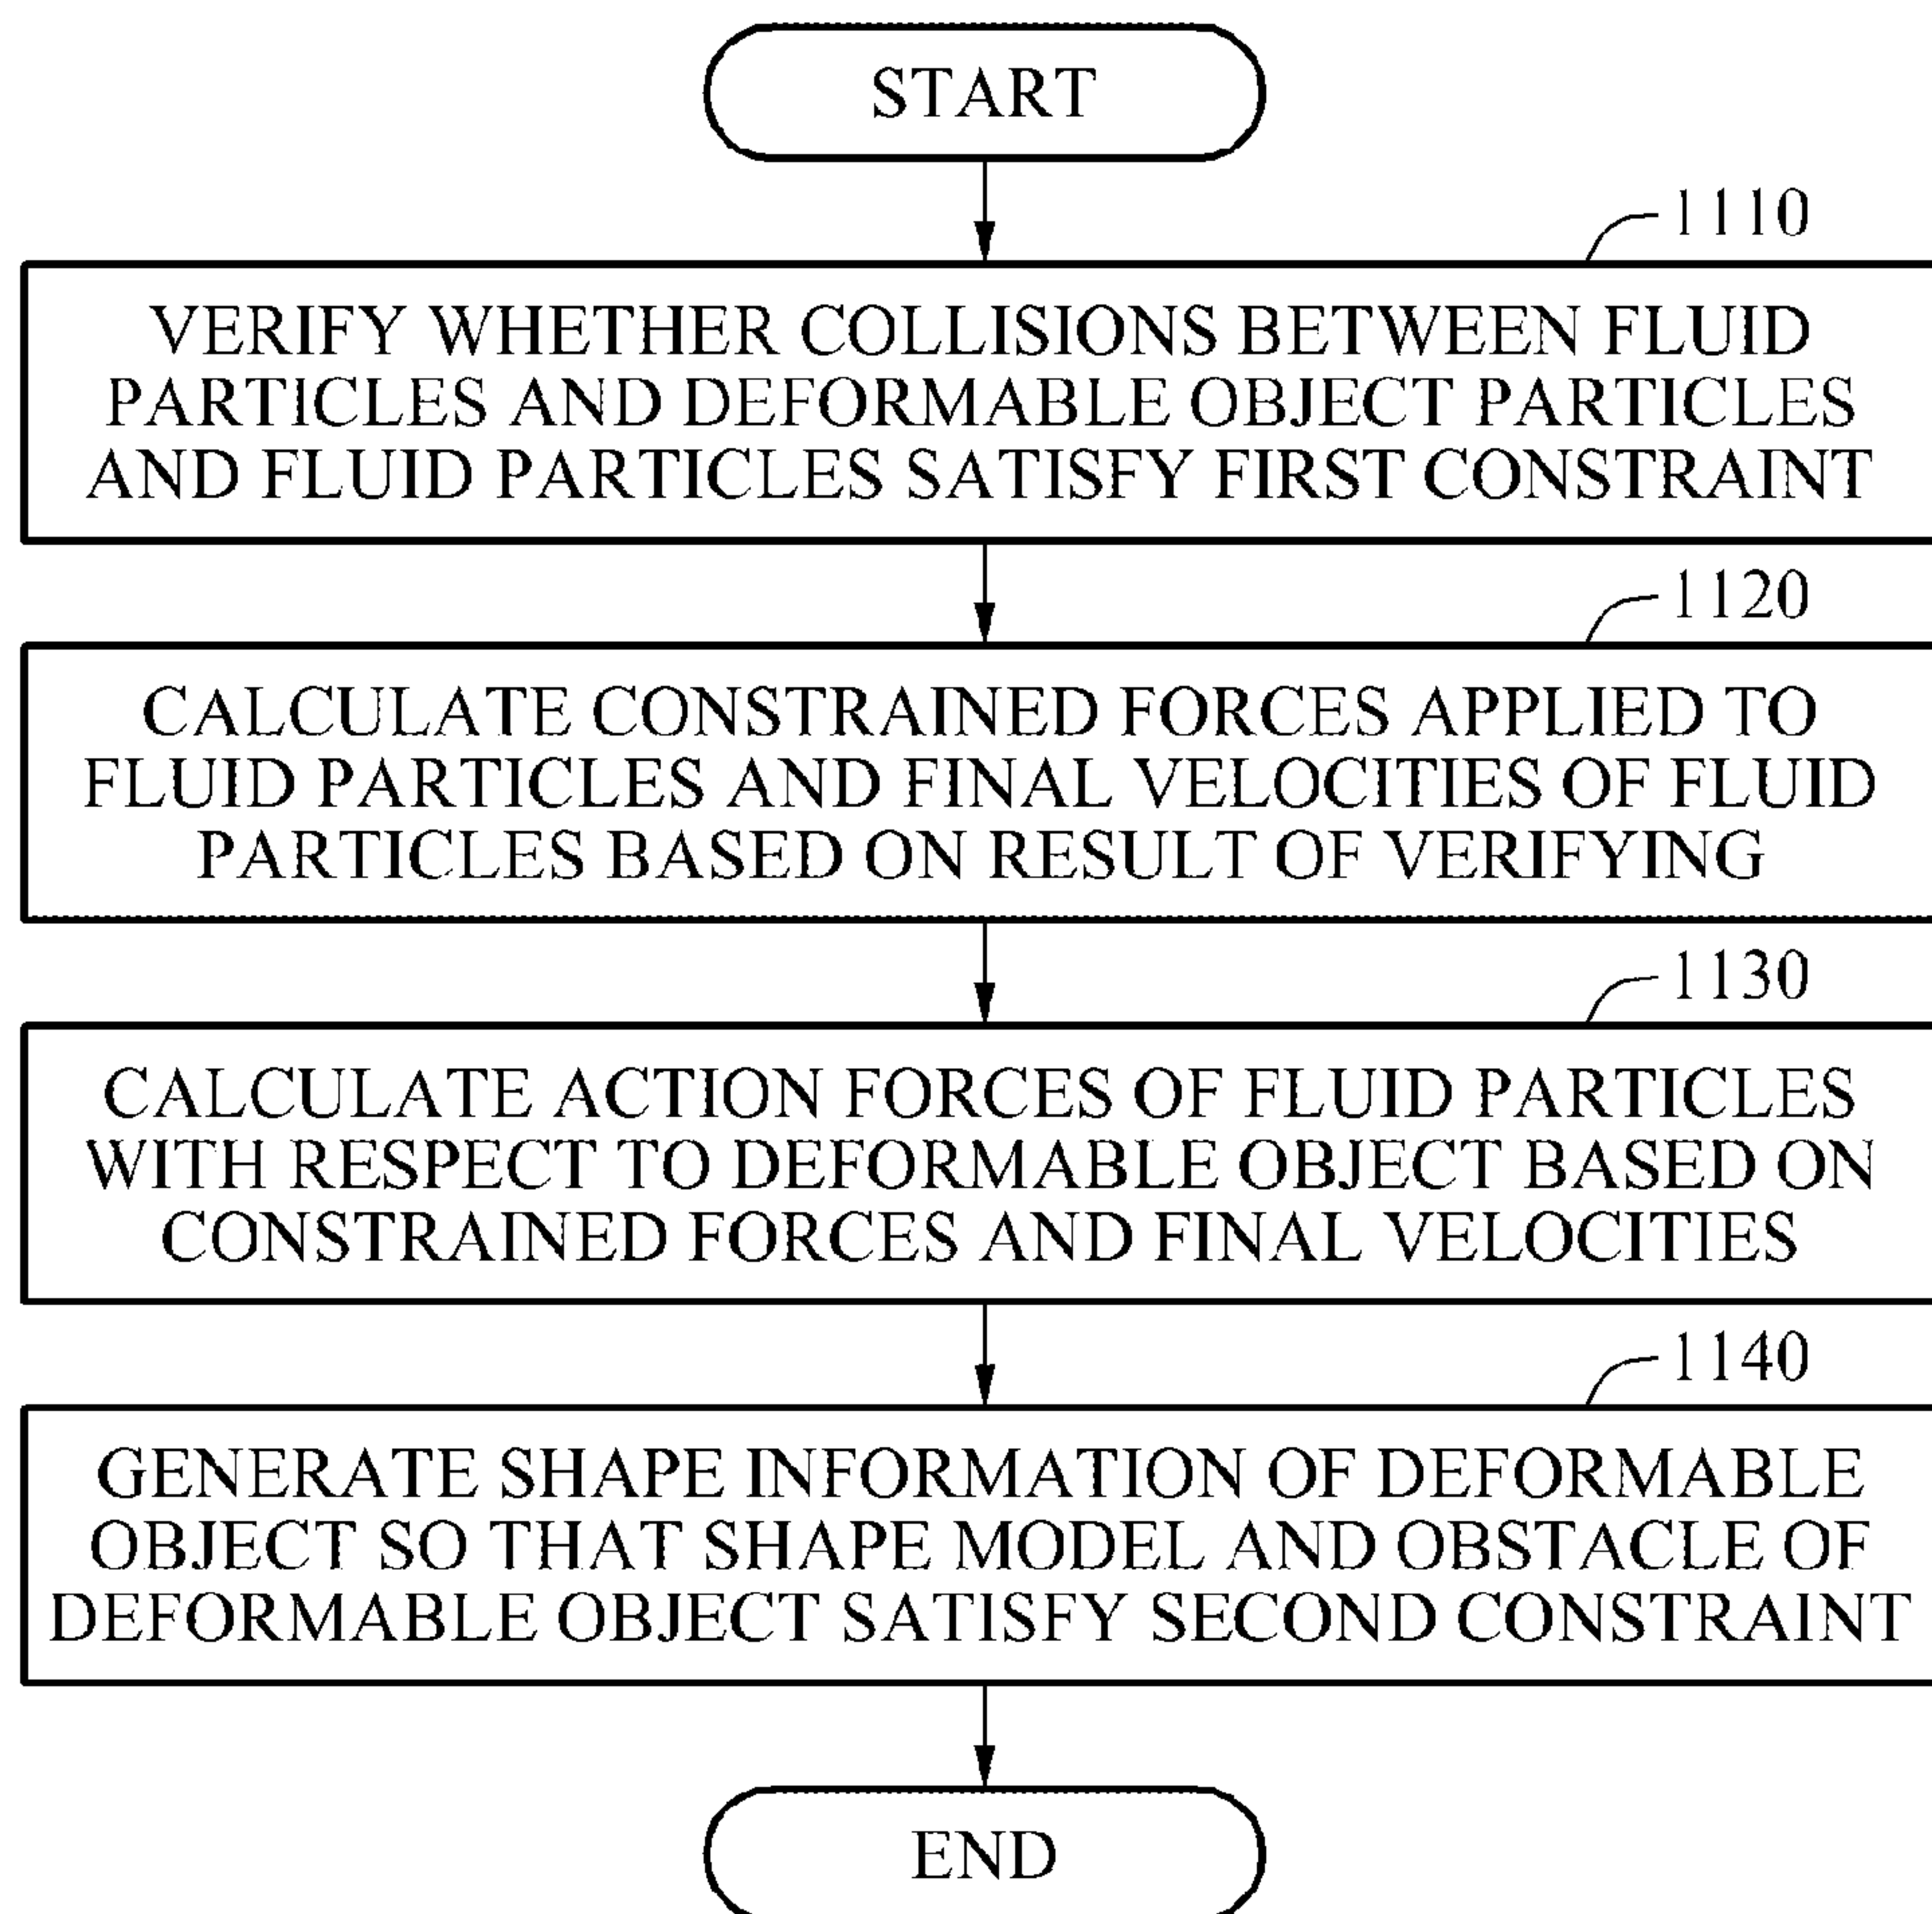 START
1110
VERIFY WHETHER COLLISIONS BETWEEN FLUID
PARTICLES AND DEFORMABLE OBJECT PARTICLES
AND FLUID PARTICLES SATISFY FIRST CONSTRAINT
1120
CALCULATE CONSTRAINED FORCES APPLIED TO
FLUID PARTICLES AND FINAL VELOCITIES OF FLUID
PARTICLES BASED ON RESULT OF VERIFYING
1130
CALCULATE ACTION FORCES OF FLUID PARTICLES
WITH RESPECT TO DEFORMABLE OBJECT BASED ON
CONSTRAINED FORCES AND FINAL VELOCITIES
1140
GENERATE SHAPE INFORMATION OF DEFORMABLE
OBJECT SO THAT SHAPE MODEL AND OBSTACLE OF
DEFORMABLE OBJECT SATISFY SECOND CONSTRAINT
END